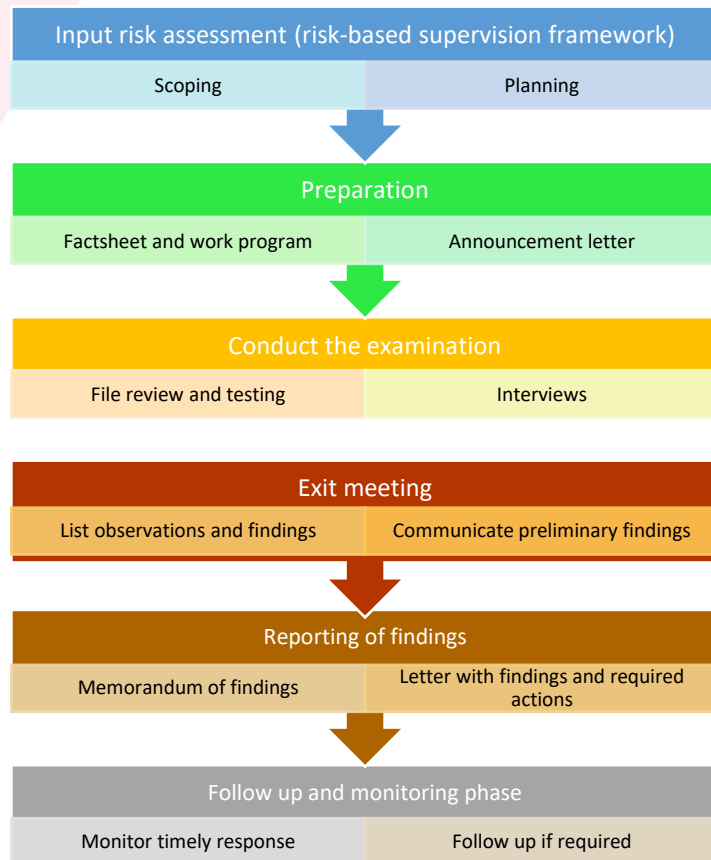 Input risk assessment (risk-based supervision framework)
Scoping
Planning
Preparation
Factsheet and work program
Announcement letter
Conduct the examination
File review and testing
Interviews
Exit meeting
List observations and findings
Communicate preliminary findings
Reporting of findings
Memorandum of findings
Letter with findings and required
actions
Follow up and monitoring phase
Monitor timely response
Follow up if required